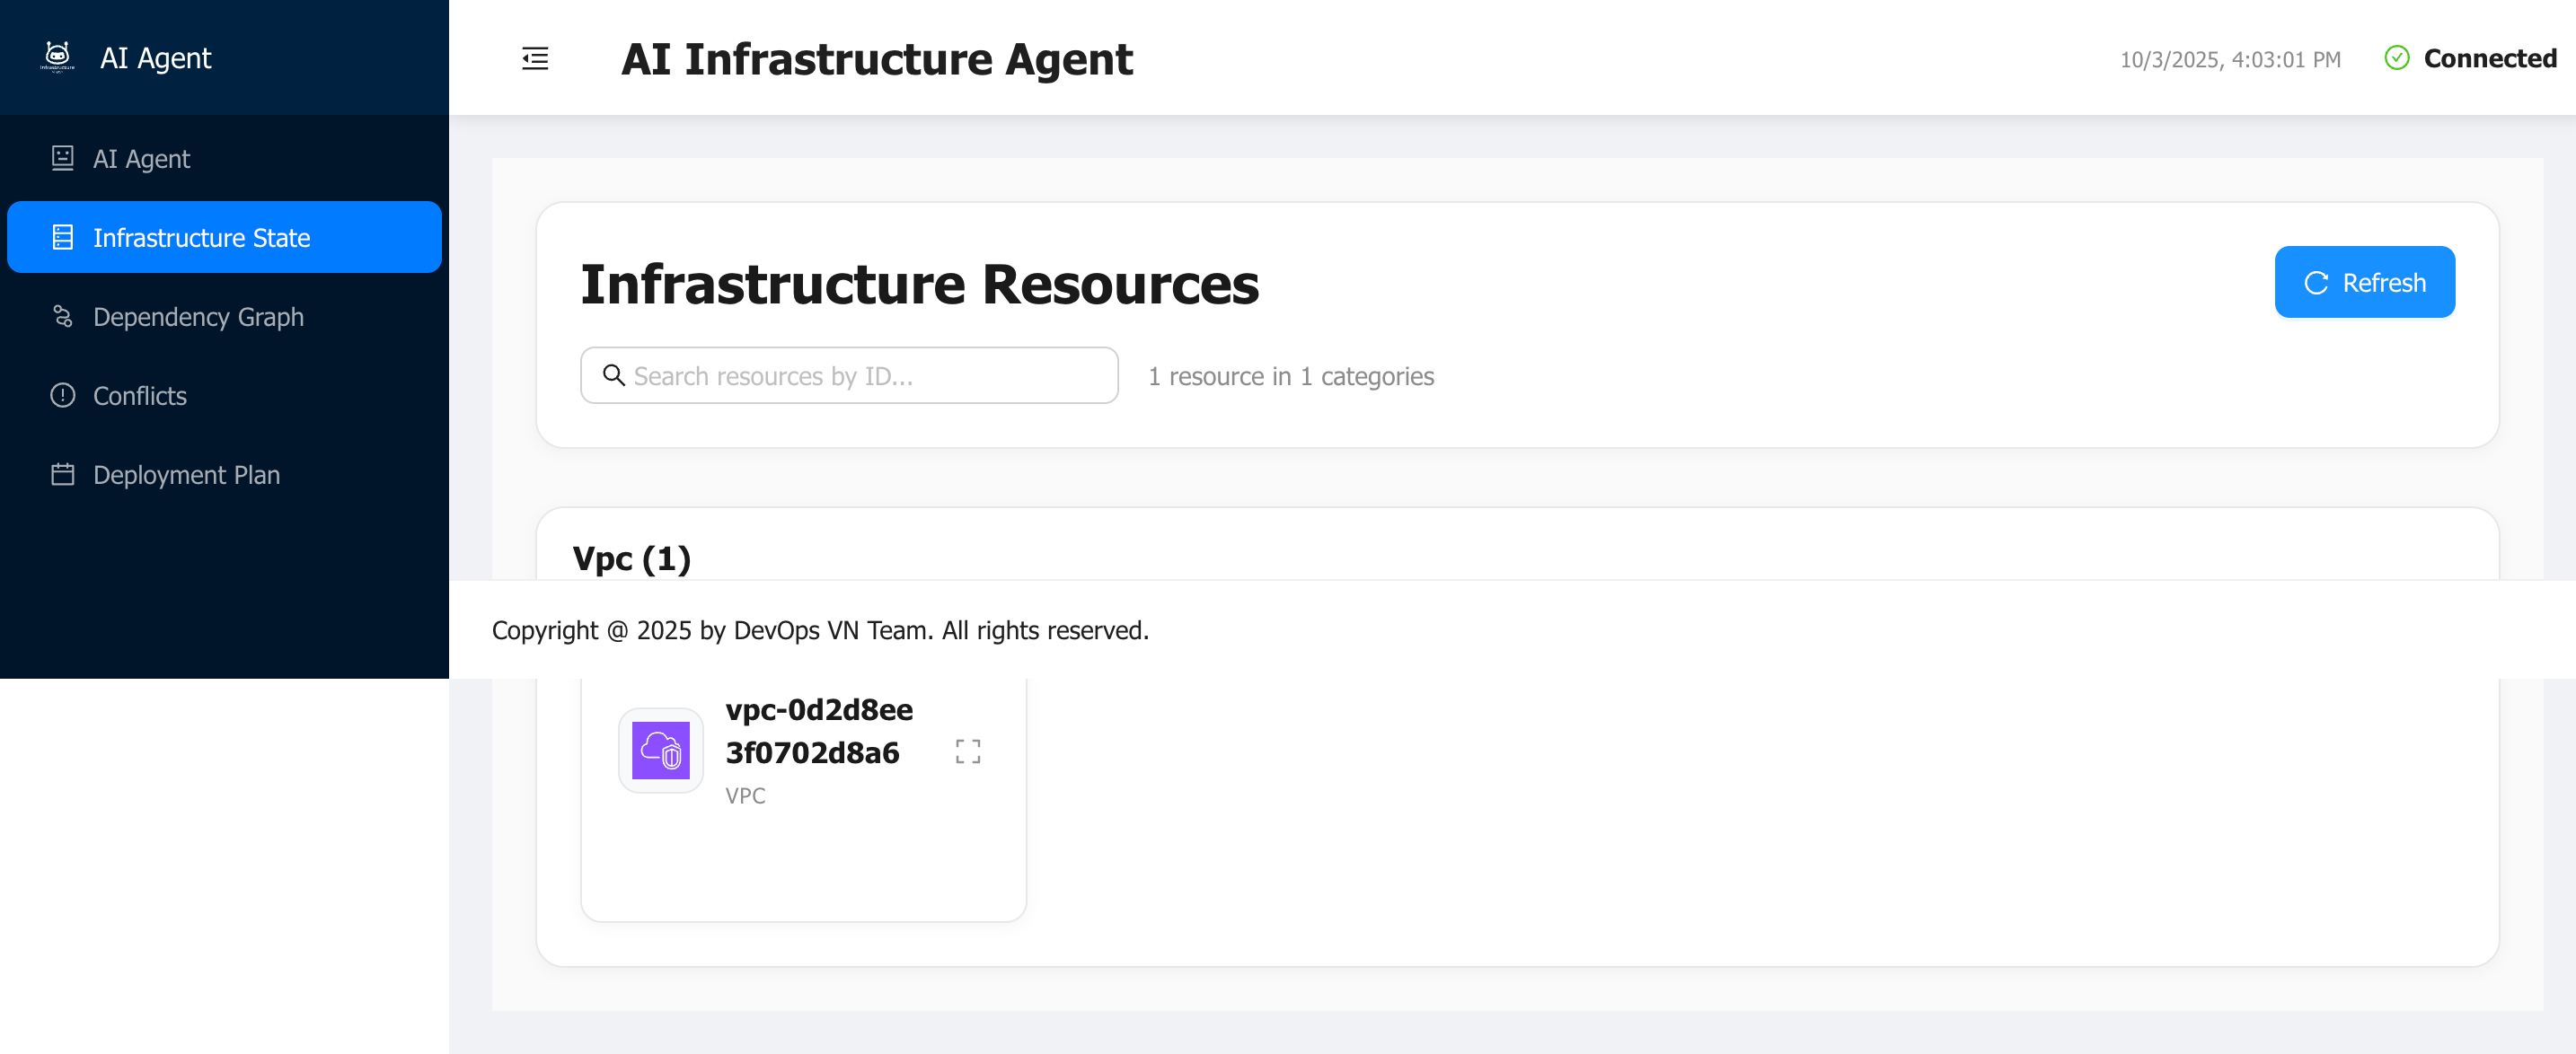 AI Agent
AI Infrastructure Agent
10/3/2025, 4:03:01 PM
Connected
AI Agent
Infrastructure State
Dependency Graph
Conflicts
Deployment Plan
Infrastructure Resources
Refresh
Search resources by ID...
1 resource in 1 categories
Vpc (1)
Copyright @ 2025 by DevOps VN Team. All rights reserved.
vpc-0d2d8ee
3f0702d8a6
VPC